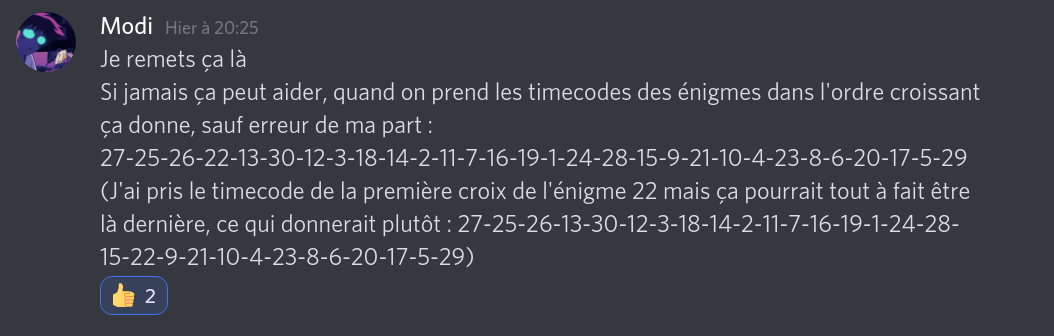 Modi Hier à 20:25
Je remets ça là
Si jamais ça peut aider, quand on prend les timecodes des énigmes dans l'ordre croissant
ça donne, sauf erreur de ma part :
27-25-26-22-13-30-12-3-18-14-2-11-7-16-19-1-24-28-15-9-21-10-4-23-8-6-20-17-5-29
(J'ai pris le timecode de la première croix de l'énigme 22 mais ça pourrait tout à fait être
là dernière, ce qui donnerait plutôt : 27-25-26-13-30-12-3-18-14-2-11-7-16-19-1-24-28-
15-22-9-21-10-4-23-8-6-20-17-5-29)
2